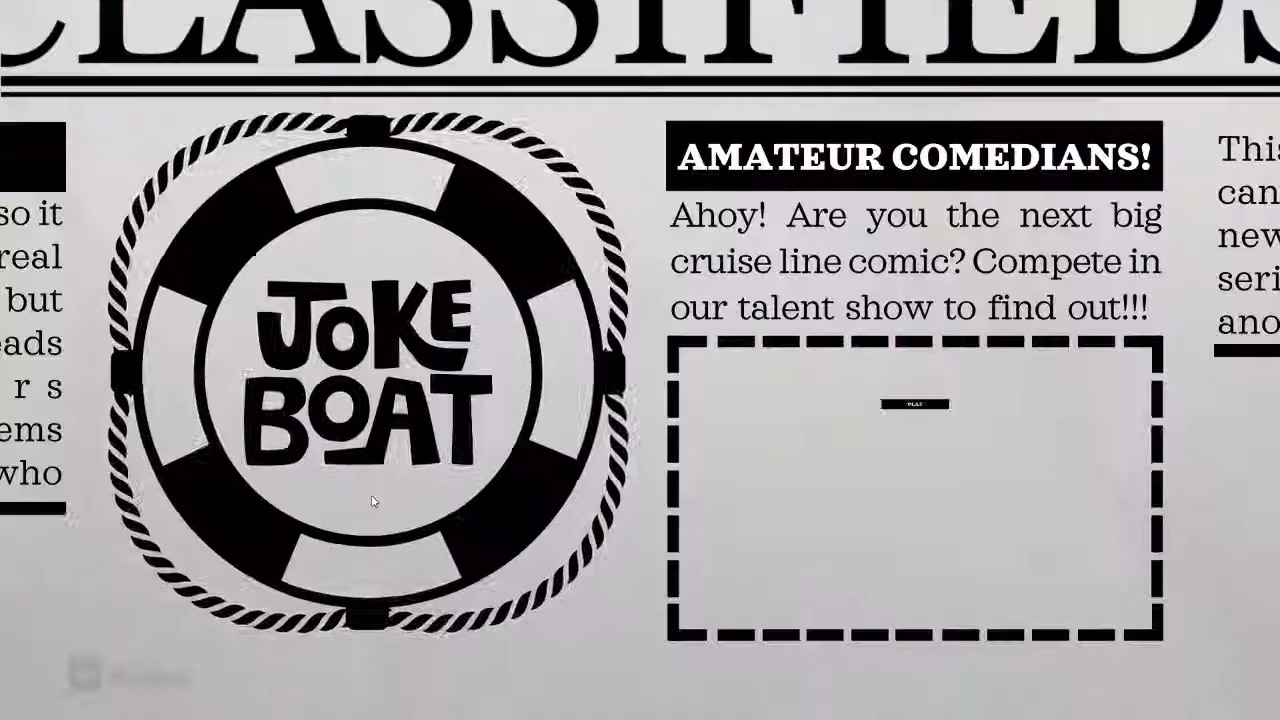 CLASSIFIEDS
so it
real
but
eads
r s
ems
who
JOKE
BOAT
AMATEUR COMEDIANS!
Ahoy! Are you the next big
cruise line comic? Compete in
our talent show to find out!!!
This
can
new
seri
ano